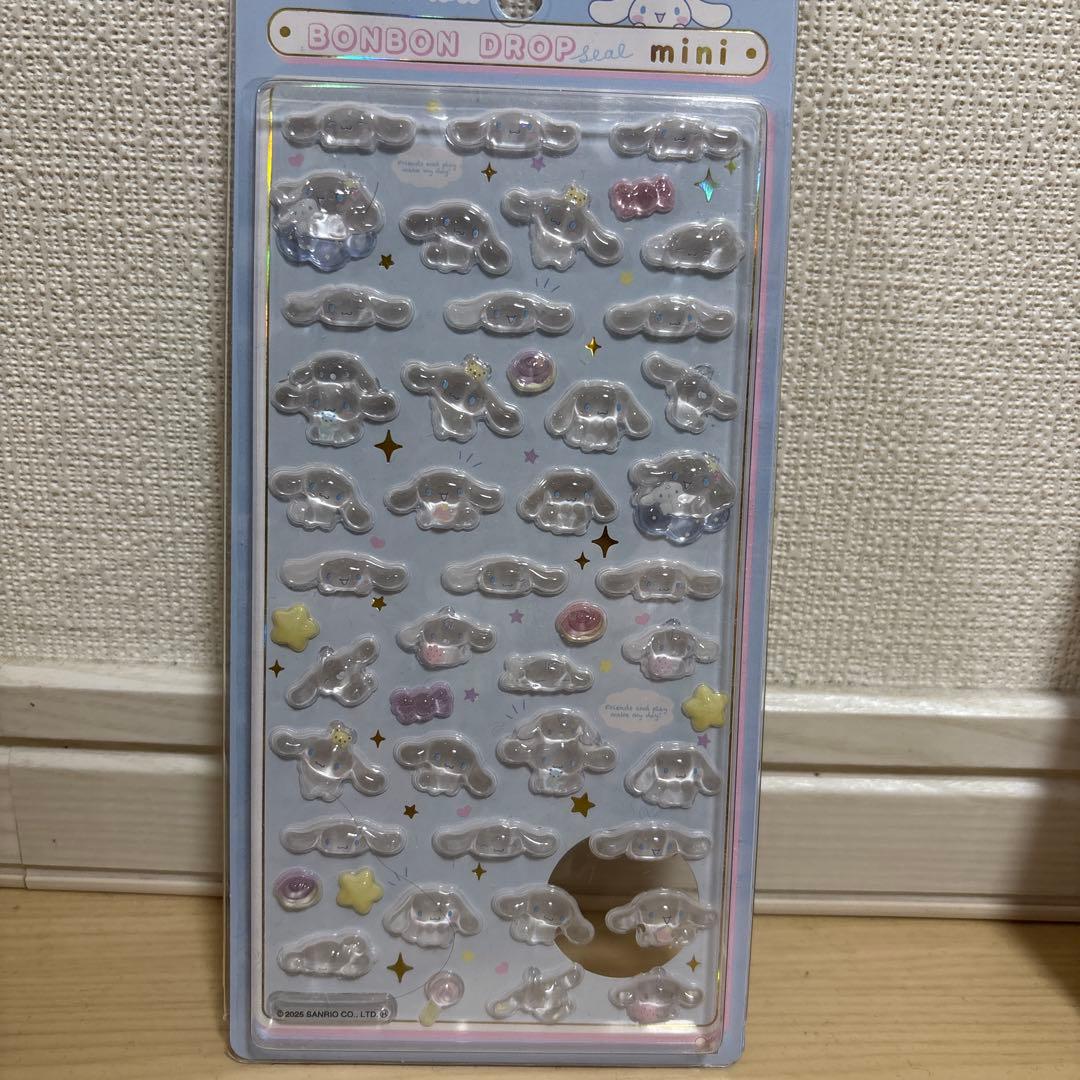 BONBON DROP seal mini
Friends and play
make my day!
Friends and play
make my day!
©2025 SANRIO CO., LTD. Ⓗ